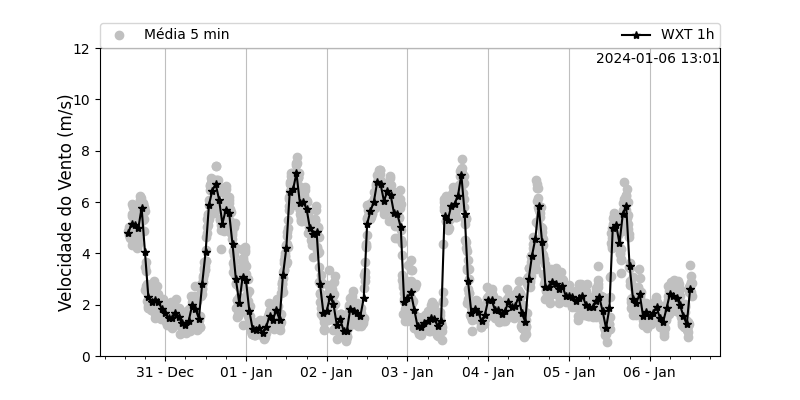 Média 5 min
WXT 1h
2024-01-06 13:01
Velocidade do Vento (m/s)
12
10
8
6
4
2
0
31 - Dec
01 - Jan
02 - Jan
03 - Jan
04 - Jan
05 - Jan
06 - Jan